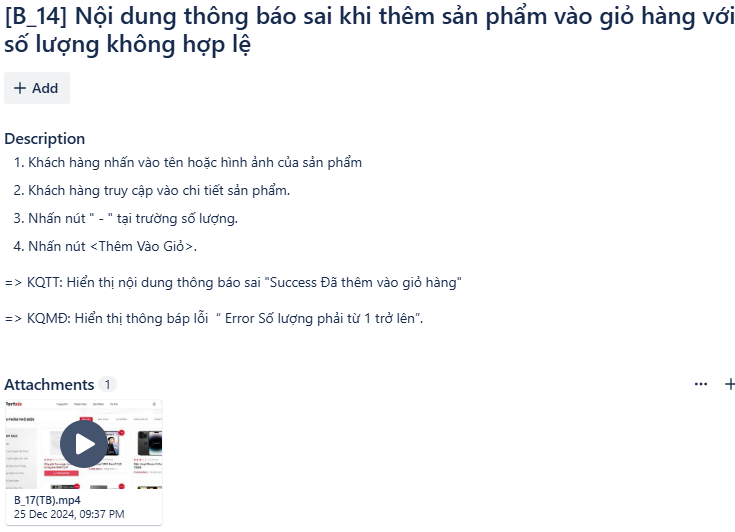 [B_14] Nội dung thông báo sai khi thêm sản phẩm vào giỏ hàng với
số lượng không hợp lệ
+ Add
Description
1. Khách hàng nhấn vào tên hoặc hình ảnh của sản phẩm
2. Khách hàng truy cập vào chi tiết sản phẩm.
3. Nhấn nút " - " tại trường số lượng.
4. Nhấn nút <Thêm Vào Giỏ>.
=> KQTT: Hiển thị nội dung thông báo sai "Success Đã thêm vào giỏ hàng"
=> KQMĐ: Hiển thị thông báp lỗi “ Error Số lượng phải từ 1 trở lên”.
Attachments 1
B_17(TB).mp4
25 Dec 2024, 09:37 PM